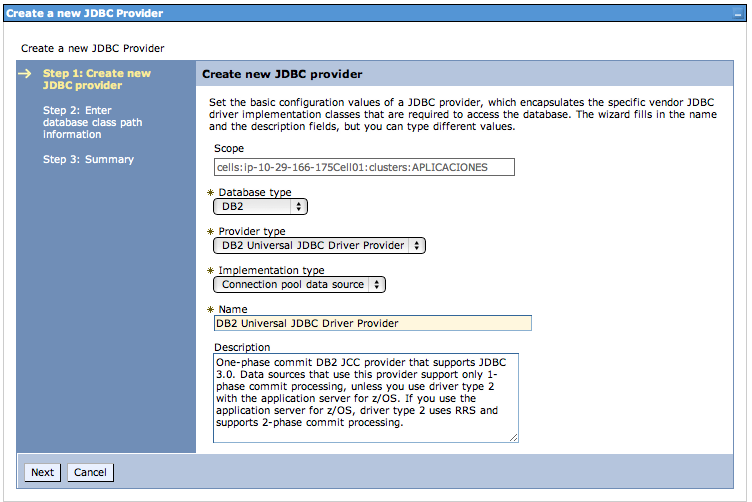 Create a new JDBC Provider
Create a new JDBC Provider
Step 1: Create new
JDBC provider
Step 2: Enter
database class path
information
Step 3: Summary
Create new JDBC provider
Set the basic configuration values of a JDBC provider, which encapsulates the specific vendor JDBC
driver implementation classes that are required to access the database. The wizard fills in the name
and the description fields, but you can type different values.
Scope
cells:ip-10-29-166-175Cell01:clusters:APLICACIONES
* Database type
DB2
* Provider type
DB2 Universal JDBC Driver Provider
* Implementation type
Connection pool data source
* Name
DB2 Universal JDBC Driver Provider
Description
One-phase commit DB2 JCC provider that supports JDBC
3.0. Data sources that use this provider support only 1-
phase commit processing, unless you use driver type 2
with the application server for z/OS. If you use the
application server for z/OS, driver type 2 uses RRS and
supports 2-phase commit processing.
Next
Cancel